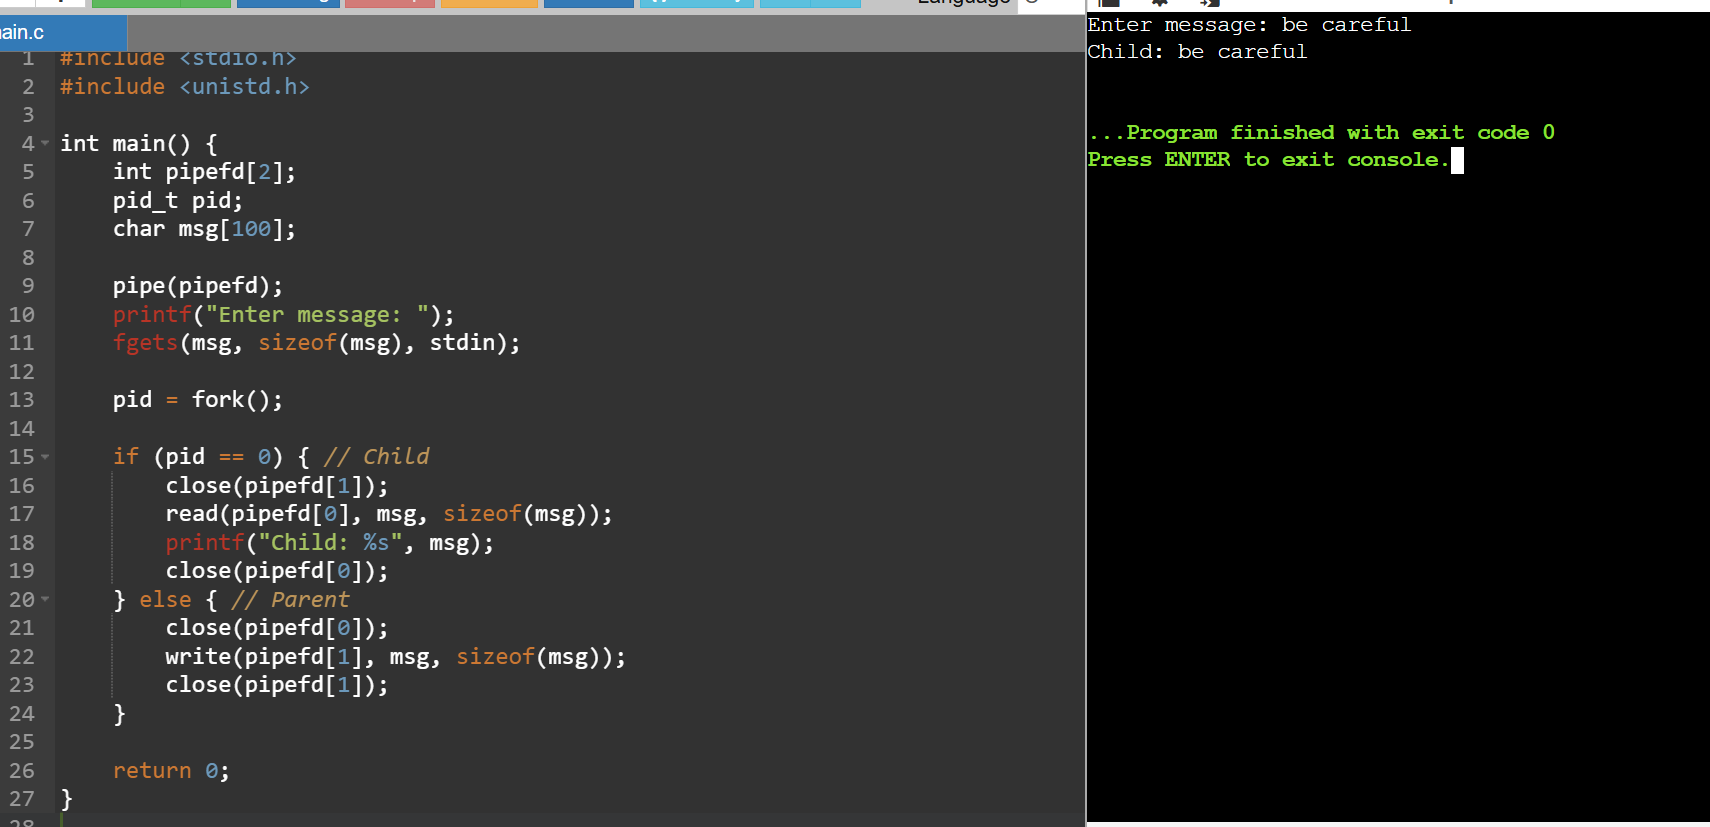 Language
ain.c
1 #include <stdio.h>
2 #include <unistd.h>
3
4 int main() {
5     int pipefd[2];
6     pid_t pid;
7     char msg[100];
8
9     pipe(pipefd);
10     printf("Enter message: ");
11     fgets(msg, sizeof(msg), stdin);
12
13     pid = fork();
14
15     if (pid == 0) { // Child
16         close(pipefd[1]);
17         read(pipefd[0], msg, sizeof(msg));
18         printf("Child: %s", msg);
19         close(pipefd[0]);
20     } else { // Parent
21         close(pipefd[0]);
22         write(pipefd[1], msg, sizeof(msg));
23         close(pipefd[1]);
24     }
25
26     return 0;
27 }
28
Enter message: be careful
Child: be careful
...Program finished with exit code 0
Press ENTER to exit console.